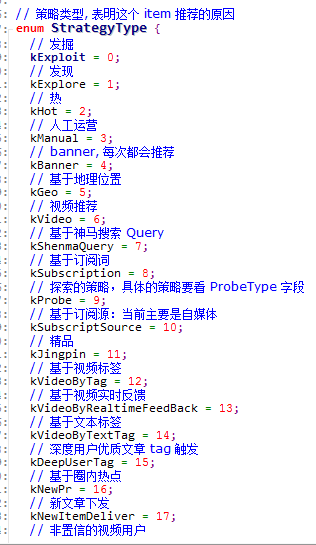 // 策略类型, 表明这个 item 推荐的原因
enum StrategyType {
// 发掘
kExploit = 0;
// 发现
kExplore = 1;
// 热
kHot = 2;
// 人工运营
kManual = 3;
// banner, 每次都会推荐
kBanner = 4;
// 基于地理位置
kGeo = 5;
// 视频推荐
kVideo = 6;
// 基于神马搜索 Query
kShenmaQuery = 7;
// 基于订阅词
kSubscription = 8;
// 探索的策略，具体的策略要看 ProbeType 字段
kProbe = 9;
// 基于订阅源：当前主要是自媒体
kSubscriptSource = 10;
// 精品
kJingpin = 11;
// 基于视频标签
kVideoByTag = 12;
// 基于视频实时反馈
kVideoByRealtimeFeedBack = 13;
// 基于文本标签
kVideoByTextTag = 14;
// 深度用户优质文章 tag 触发
kDeepUserTag = 15;
// 基于圈内热点
kNewPr = 16;
// 新文章下发
kNewItemDeliver = 17;
// 非置信的视频用户